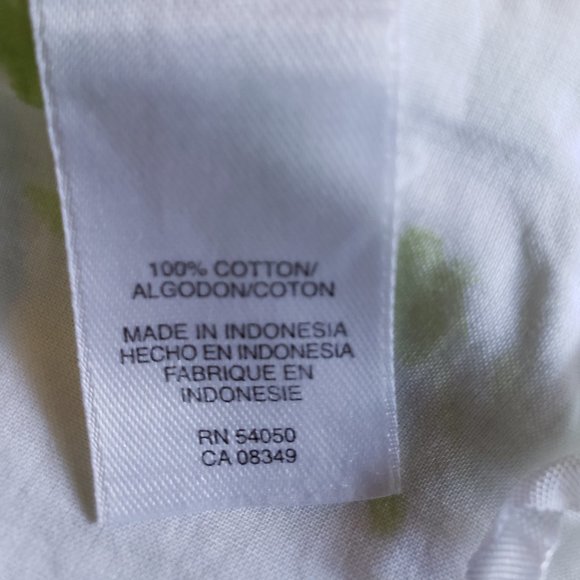 100% COTTON/
ALGODON/COTON
MADE IN INDONESIA
HECHO EN INDONESIA
FABRIQUE EN
INDONESIE
RN 54050
CA 08349